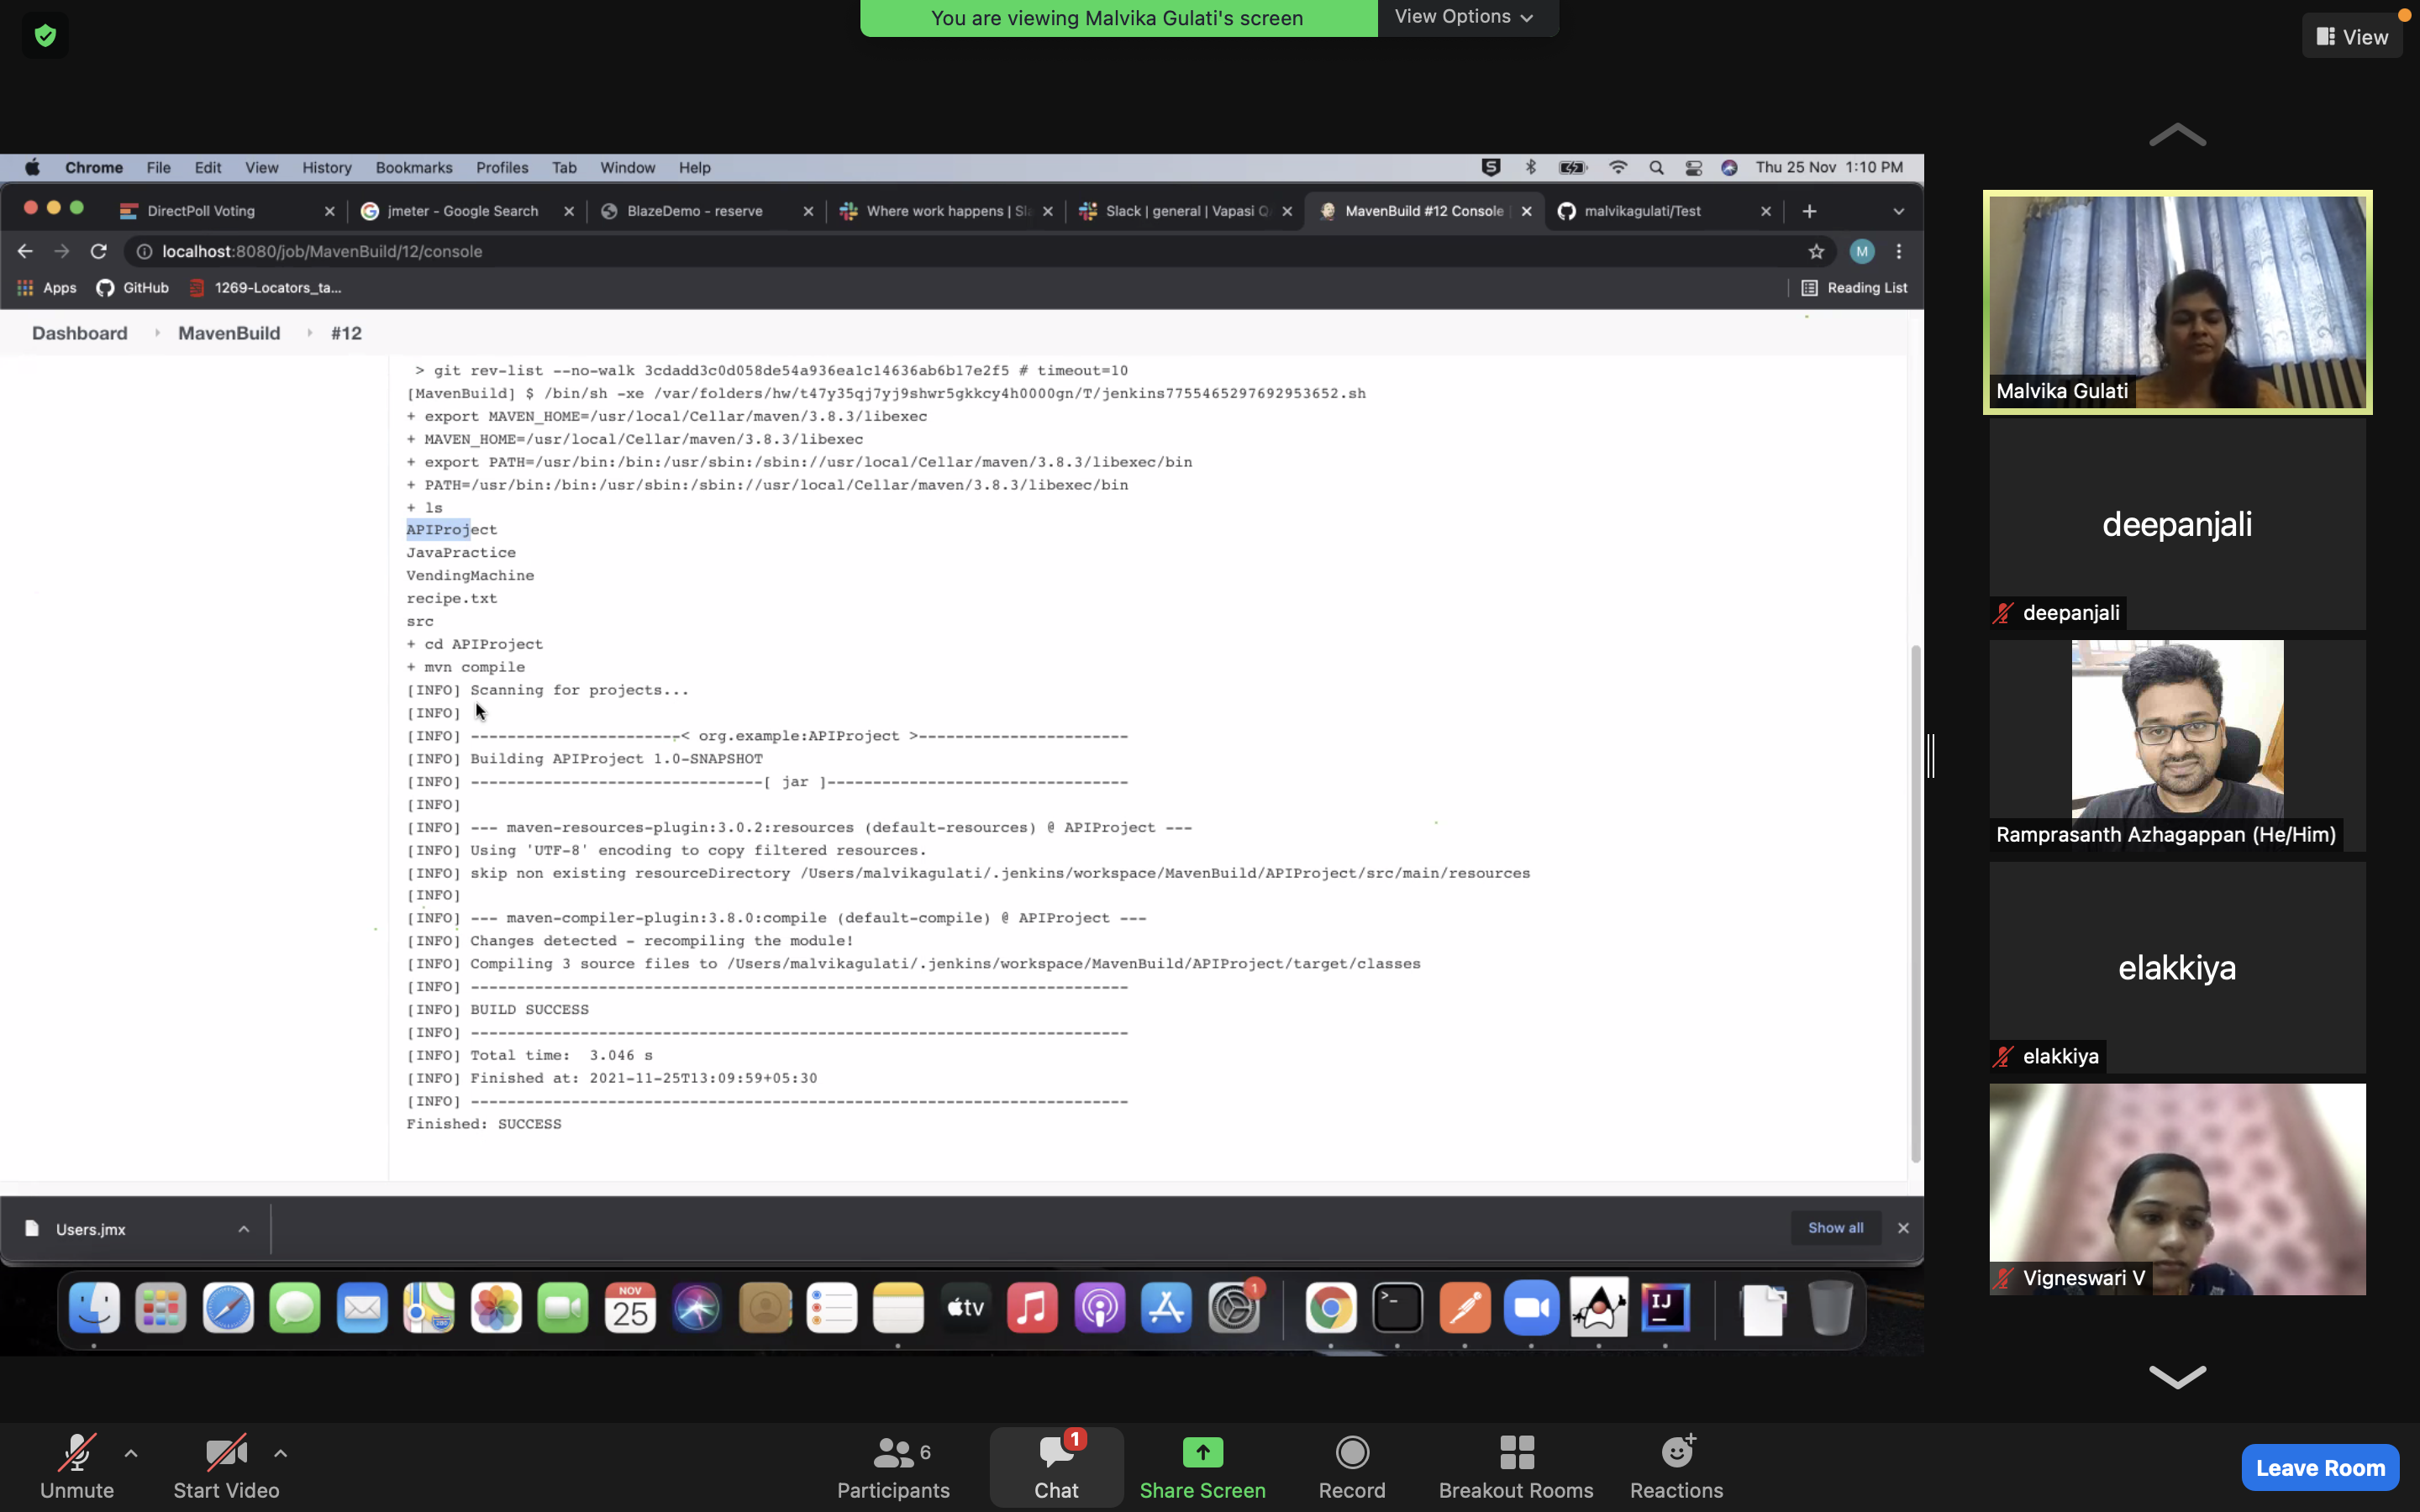 You are viewing Malvika Gulati's screen
View Options
View
Chrome File Edit View History Bookmarks Profiles Tab Window Help
Thu 25 Nov 1:10 PM
DirectPoll Voting
jmeter - Google Search
BlazeDemo - reserve
Where work happens | Sl
Slack | general | Vapasi Q
MavenBuild #12 Console
malvikagulati/Test
localhost:8080/job/MavenBuild/12/console
M
Apps
GitHub
1269-Locators_ta...
Reading List
Dashboard
MavenBuild
#12
> git rev-list --no-walk 3cdadd3c0d058de54a936ea1c14636ab6b17e2f5 # timeout=10
[MavenBuild] $ /bin/sh -xe /var/folders/hw/t47y35qj7yj9shwr5gkkcy4h0000gn/T/jenkins7755465297692953652.sh
+ export MAVEN_HOME=/usr/local/Cellar/maven/3.8.3/libexec
+ MAVEN_HOME=/usr/local/Cellar/maven/3.8.3/libexec
+ export PATH=/usr/bin:/bin:/usr/sbin:/sbin://usr/local/Cellar/maven/3.8.3/libexec/bin
+ PATH=/usr/bin:/bin:/usr/sbin:/sbin://usr/local/Cellar/maven/3.8.3/libexec/bin
+ ls
APIProject
JavaPractice
VendingMachine
recipe.txt
src
+ cd APIProject
+ mvn compile
[INFO] Scanning for projects...
[INFO]
[INFO] -----------------------< org.example:APIProject >-----------------------
[INFO] Building APIProject 1.0-SNAPSHOT
[INFO] --------------------------------[ jar ]---------------------------------
[INFO]
[INFO] --- maven-resources-plugin:3.0.2:resources (default-resources) @ APIProject ---
[INFO] Using 'UTF-8' encoding to copy filtered resources.
[INFO] skip non existing resourceDirectory /Users/malvikagulati/.jenkins/workspace/MavenBuild/APIProject/src/main/resources
[INFO]
[INFO] --- maven-compiler-plugin:3.8.0:compile (default-compile) @ APIProject ---
[INFO] Changes detected - recompiling the module!
[INFO] Compiling 3 source files to /Users/malvikagulati/.jenkins/workspace/MavenBuild/APIProject/target/classes
[INFO] ------------------------------------------------------------------------
[INFO] BUILD SUCCESS
[INFO] ------------------------------------------------------------------------
[INFO] Total time:  3.046 s
[INFO] Finished at: 2021-11-25T13:09:59+05:30
[INFO] ------------------------------------------------------------------------
Finished: SUCCESS
Users.jmx
Show all
NOV
25
tv
1
IJ
Malvika Gulati
deepanjali
deepanjali
Ramprasanth Azhagappan (He/Him)
elakkiya
elakkiya
Vigneswari V
Unmute
Start Video
6
Participants
1
Chat
Share Screen
Record
Breakout Rooms
Reactions
Leave Room